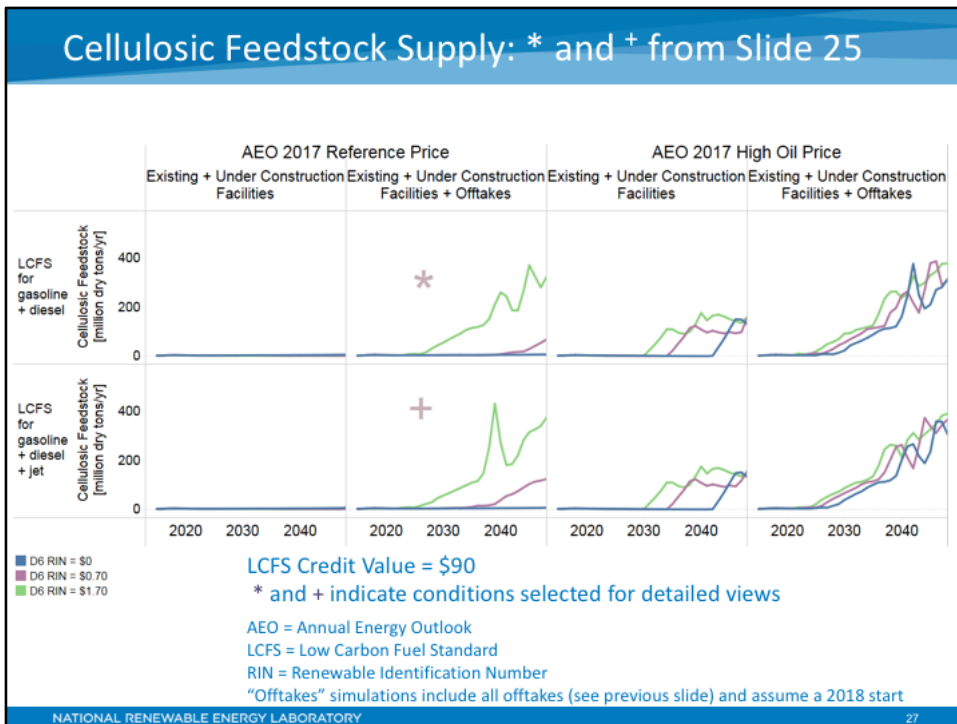 Cellulosic Feedstock Supply: * and + from Slide 25
AEO 2017 Reference Price
AEO 2017 High Oil Price
Existing + Under Construction
Facilities
Existing + Under Construction
Facilities + Offtakes
Existing + Under Construction
Facilities
Existing + Under Construction
Facilities + Offtakes
LCFS
for
gasoline
+ diesel
Cellulosic Feedstock
[million dry tons/yr]
400
200
0
*
LCFS
for
gasoline
+ diesel
+jet
Cellulosic Feedstock
[million dry tons/yr]
400
200
0
+
2020 2030 2040
2020 2030 2040
2020 2030 2040
2020 2030 2040
D6 RIN = $0
D6 RIN = $0.70
D6 RIN = $1.70
LCFS Credit Value = $90
* and + indicate conditions selected for detailed views
AEO = Annual Energy Outlook
LCFS = Low Carbon Fuel Standard
RIN = Renewable Identification Number
“Offtakes” simulations include all offtakes (see previous slide) and assume a 2018 start
NATIONAL RENEWABLE ENERGY LABORATORY
27